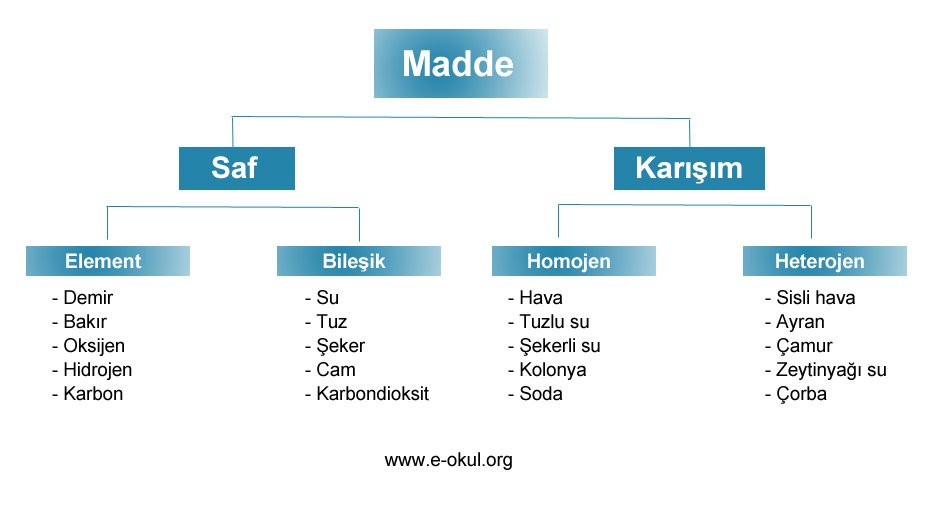 Madde
Saf
Karışım
Element
- Demir
- Bakır
- Oksijen
- Hidrojen
- Karbon
Bileşik
- Su
- Tuz
- Şeker
- Cam
- Karbondioksit
Homojen
- Hava
- Tuzlu su
- Şekerli su
- Kolonya
- Soda
Heterojen
- Sisli hava
- Ayran
- Çamur
- Zeytinyağı su
- Çorba
www.e-okul.org